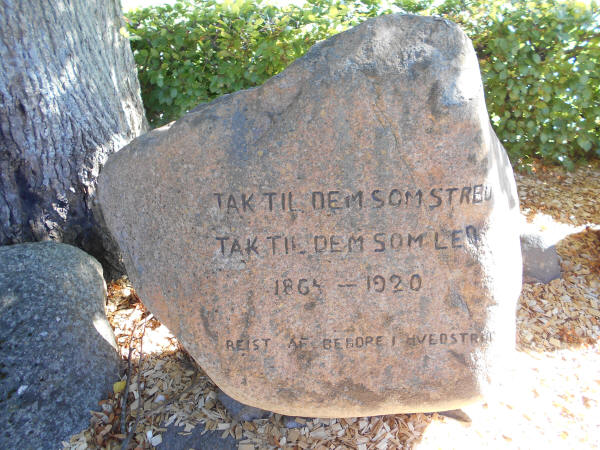 TAK TIL DEM SOM STRED
TAK TIL DEM SOM LED
1864 — 1920
REIST AF BEBORE I HVEDSTRUP